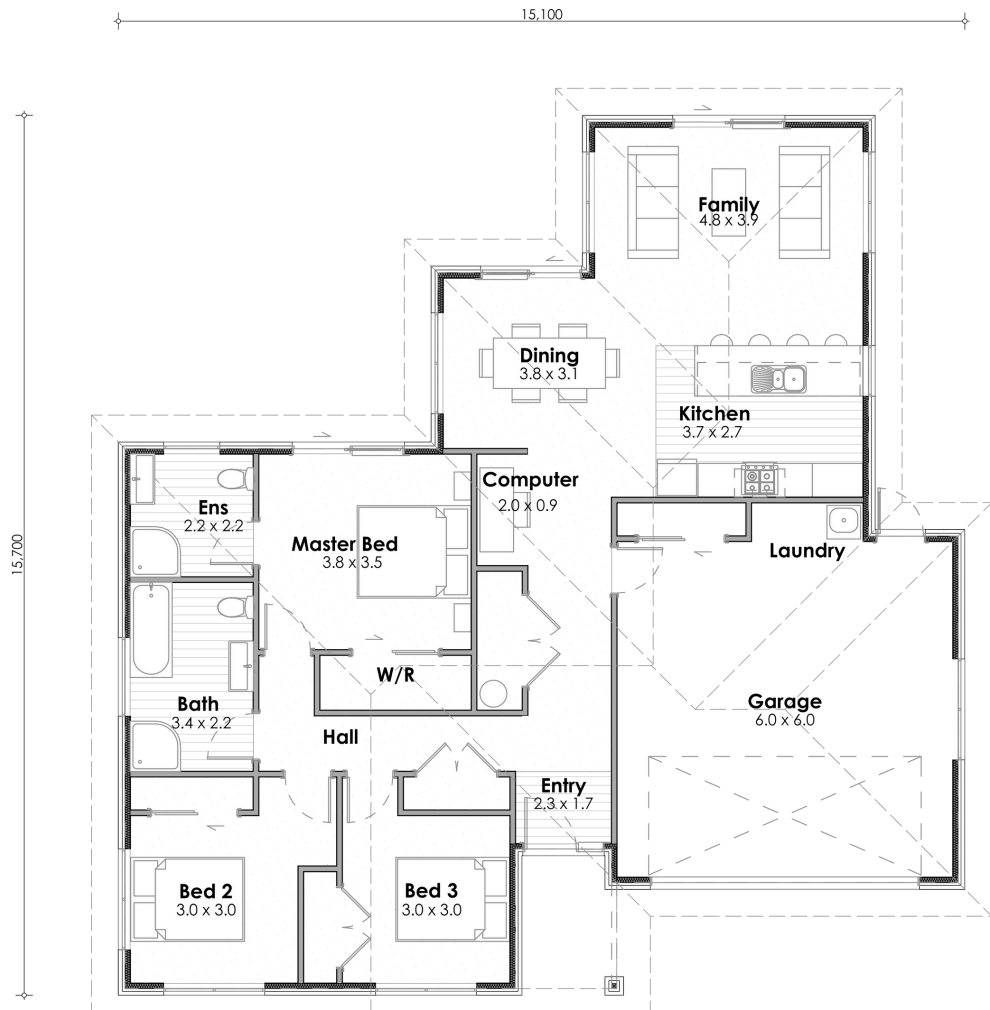 15,100
Family
4.8 x 3.9
Dining
3.8 x 3.1
Kitchen
3.7 x 2.7
Computer
2.0 x 0.9
Ens
2.2 x 2.2
Master Bed
3.8 x 3.5
Laundry
15,700
W/R
Bath
3.4 x 2.2
Garage
6.0 x 6.0
Hall
Entry
2.3 x 1.7
Bed 2
3.0 x 3.0
Bed 3
3.0 x 3.0